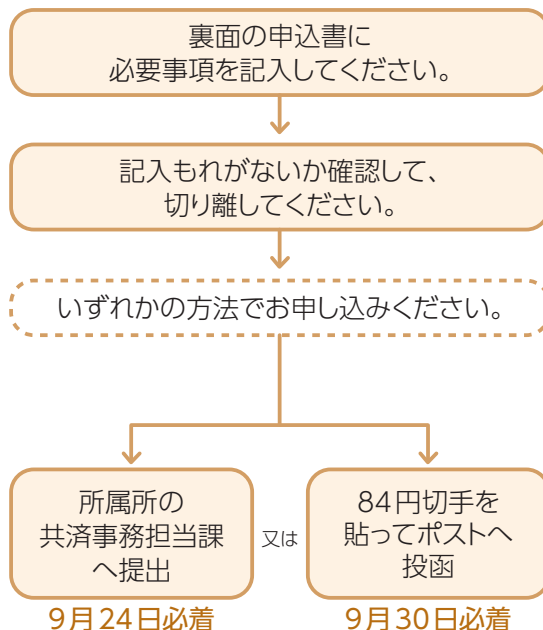 裏面の申込書に
必要事項を記入してください。
記入もれがないか確認して、
切り離してください。
いずれかの方法でお申し込みください。
所属所の
共済事務担当課
へ提出
又は
84円切手を
貼ってポストへ
投函
9月24日必着
9月30日必着